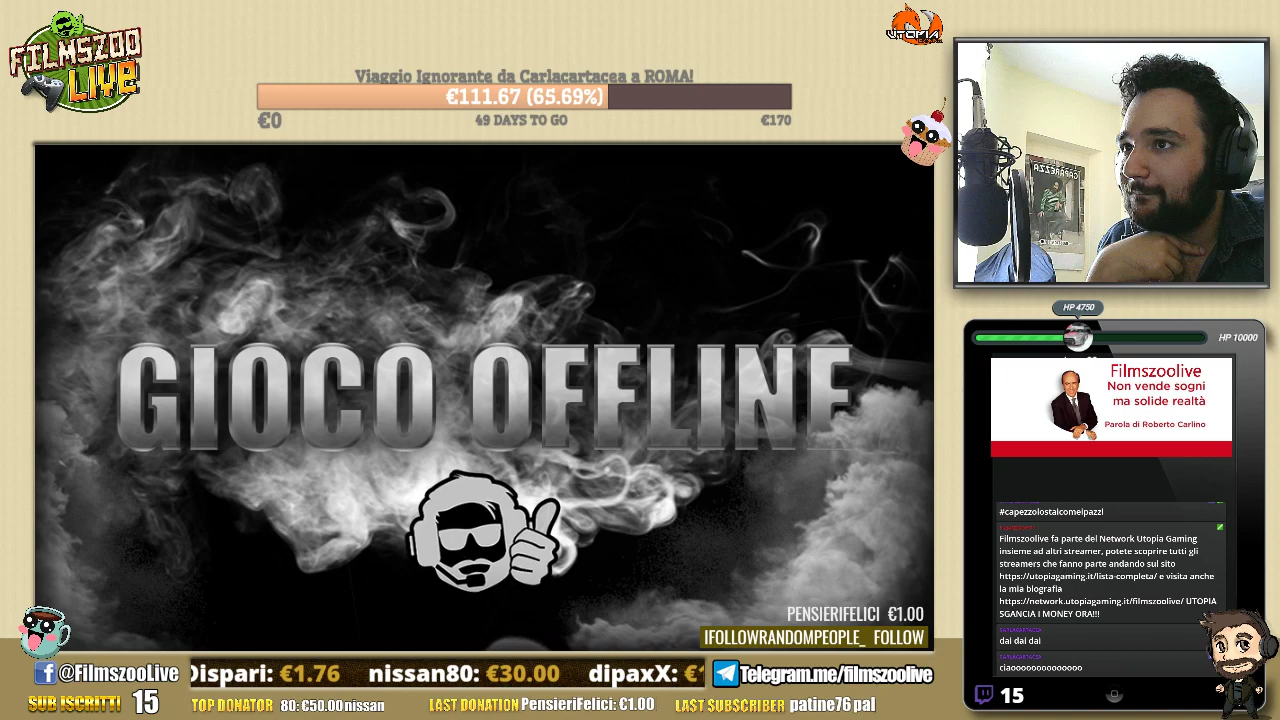 FILMSZOO
LIVE
UTOPIA
Viaggio Ignorante da Carlacartacea a ROMA!
€111.67 (65.69%)
€0
49 DAYS TO GO
€170
CAPAREZZA
HP 4750
HP 10000
GIOCO OFFLINE
Filmszoolive
Non vende sogni
ma solide realtà
Parola di Roberto Carlino
#capezzolostaicomeipazzi
Filmszoolive fa parte del Network Utopia Gaming
insieme ad altri streamer, potete scoprire tutti gli
streamers che fanno parte andando sul sito
https://utopiagaming.it/lista-completa/ e visita anche
la mia biografia
https://network.utopiagaming.it/filmszoolive/ UTOPIA
SGANCIA I MONEY ORA!!!
CARLACARTACEA
dai dai dai
CARLACARTACEA
ciaooooooooooooo
15
PENSIERIFELICI €1.00
IFOLLOWRANDOMPEOPLE_ FOLLOW
@FilmszooLive
Dispari: €1.76 nissan80: €30.00 dipaxX: €
Telegram.me/filmszoolive
SUB ISCRITTI 15
TOP DONATOR 80: €50.00 nissan
LAST DONATION PensieriFelici: €1.00
LAST SUBSCRIBER patine76 pal